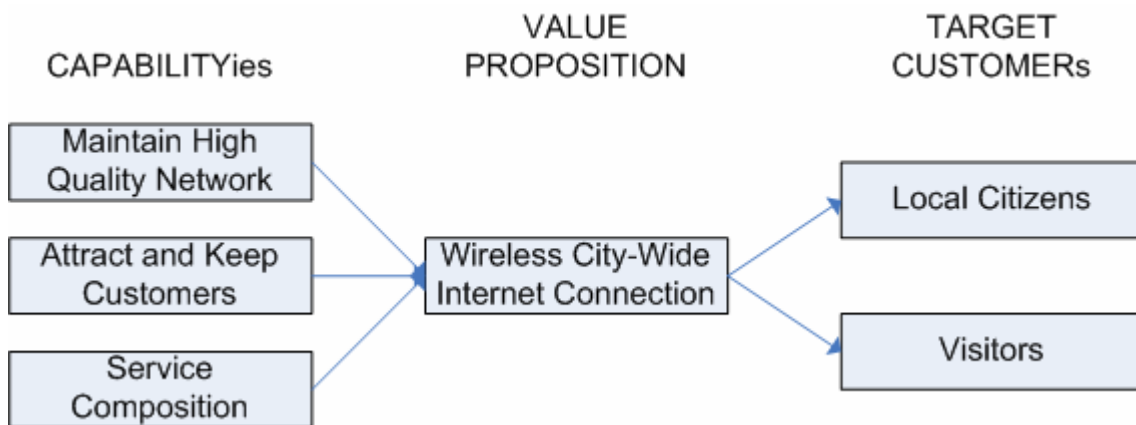 CAPABILITYies
VALUE
PROPOSITION
TARGET
CUSTOMERs
Maintain High
Quality Network
Attract and Keep
Customers
Service
Composition
Wireless City-Wide
Internet Connection
Local Citizens
Visitors